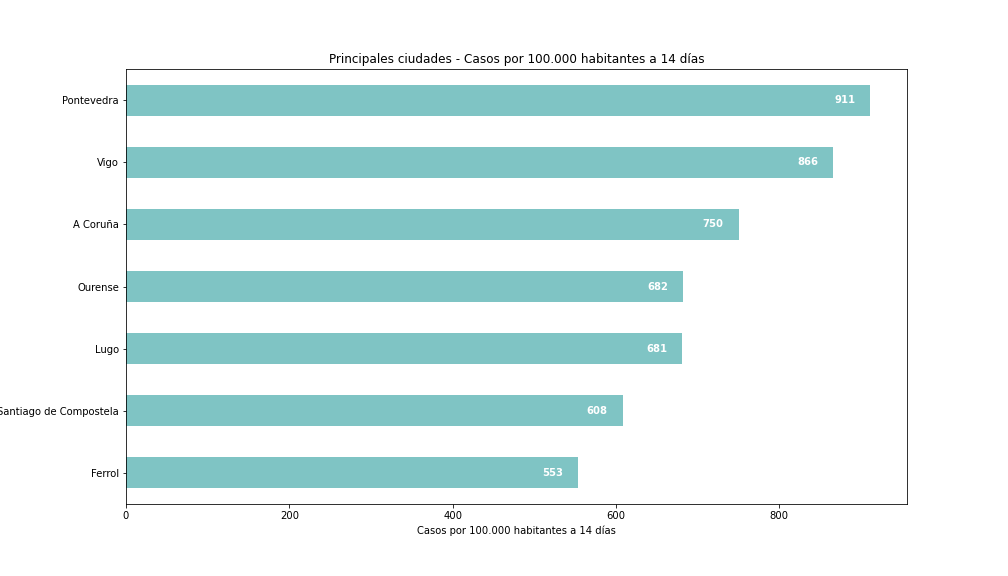 Principales ciudades - Casos por 100.000 habitantes a 14 días
Pontevedra 911
Vigo 866
A Coruña 750
Ourense 682
Lugo 681
Santiago de Compostela 608
Ferrol 553
0 200 400 600 800
Casos por 100.000 habitantes a 14 días